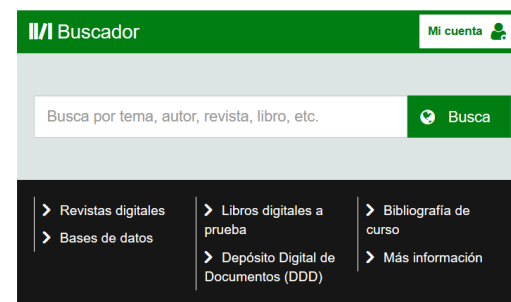 Buscador
Mi cuenta
Busca por tema, autor, revista, libro, etc.
Busca
Revistas digitales
Bases de datos
Libros digitales a
prueba
Depósito Digital de
Documentos (DDD)
Bibliografía de
curso
Más información